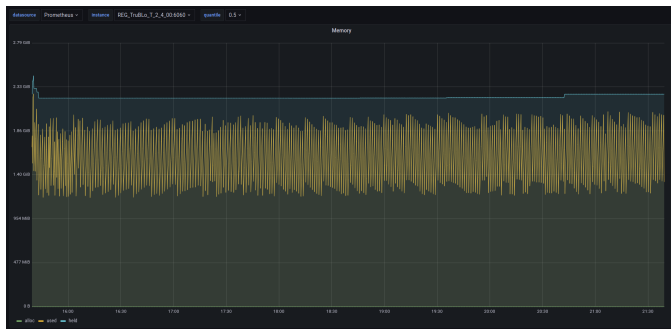 datasource Prometheus instance REG_TruBLo_T_2_4_00:6060 quantile 0.5
Memory
2.79 GiB
2.33 GiB
1.86 GiB
1.40 GiB
954 MiB
477 MiB
0 B
16:00 16:30 17:00 17:30 18:00 18:30 19:00 19:30 20:00 20:30 21:00 21:30
alloc used held